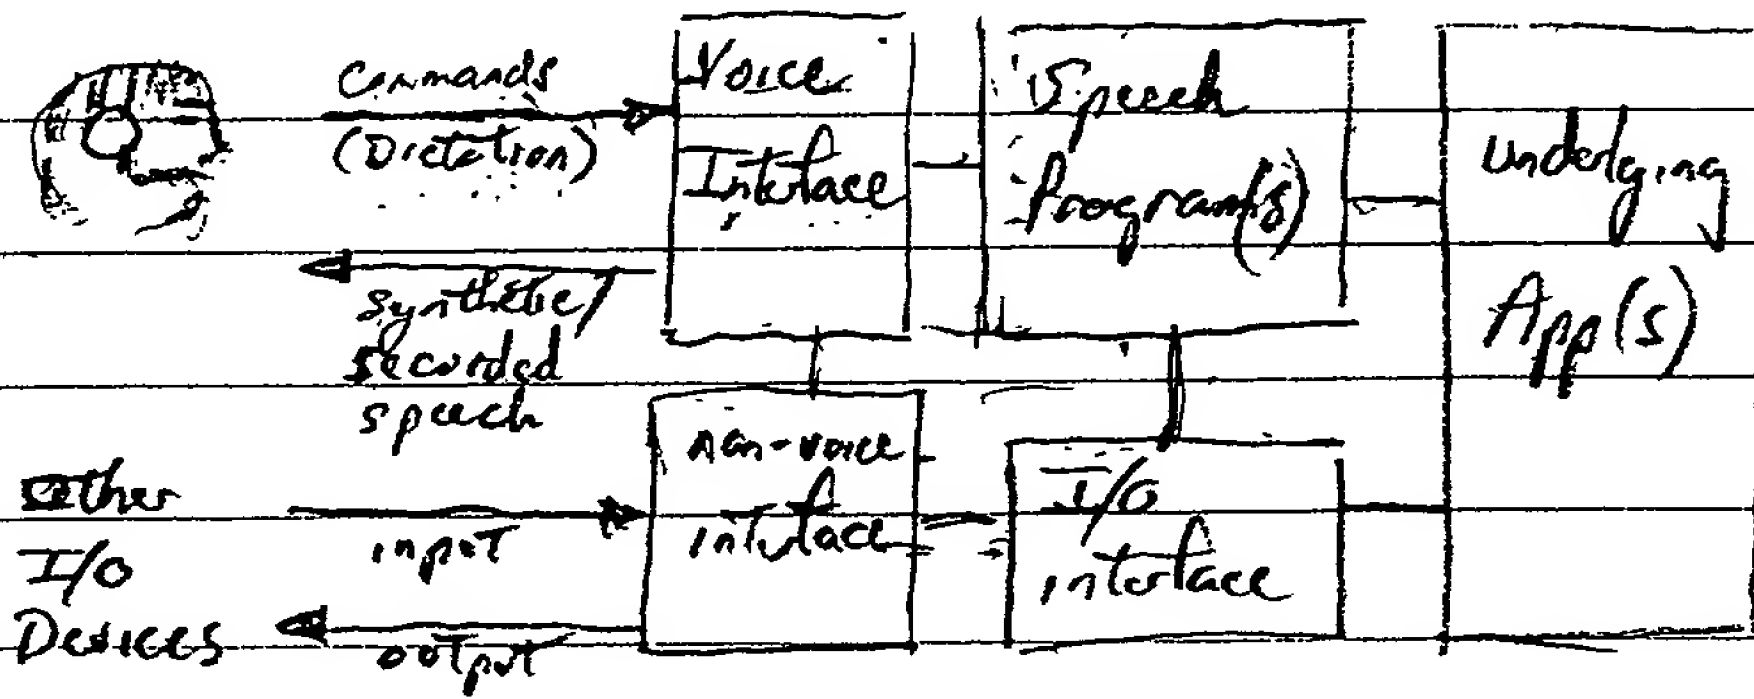 Commands
(Dictation)
Voice
Interface
Speech
Program(s)
Underlying
App(s)
Synthetic/
recorded
speech
Other
I/O
Devices
input
output
non-voice
interface
I/O
interface